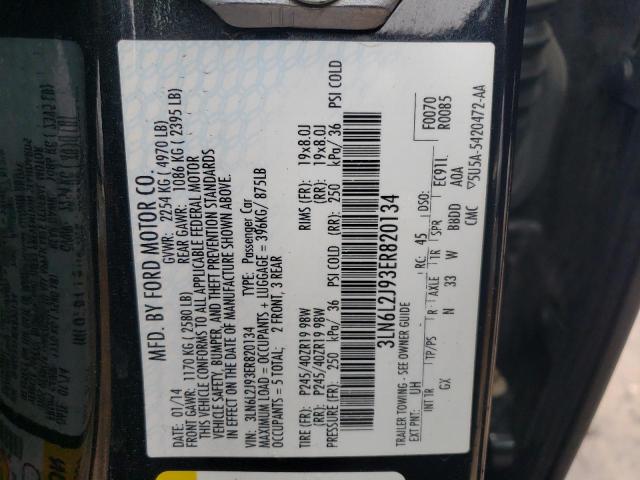 MFD. BY FORD MOTOR CO.
DATE: 01/14 GVWR: 2254 KG ( 4970 LB)
FRONT GAWR: 1170 KG ( 2580 LB) REAR GAWR: 1086 KG ( 2395 LB)
THIS VEHICLE CONFORMS TO ALL APPLICABLE FEDERAL MOTOR
VEHICLE SAFETY, BUMPER, AND THEFT PREVENTION STANDARDS
IN EFFECT ON THE DATE OF MANUFACTURE SHOWN ABOVE.
VIN: 3LN6L2J93ER820134 TYPE: Passenger Car
MAXIMUM LOAD = OCCUPANTS + LUGGAGE = 396KG/ 875LB
OCCUPANTS = 5 TOTAL: 2 FRONT, 3 REAR
(FR): P245/40ZR19 98W RIMS (FR): 19x8.0J
(RR): P245/40ZR19 98W (RR): 19x8.0J
PRESSURE (FR): 250 kPa/ 36 PSI COLD (RR): 250 kPa/ 36 PSI COLD
3LN6L2J93ER820134
F0070
R0085
TRAILER TOWING - SEE OWNER GUIDE
EXT PNT: UH RC: 45 DSO:
INT TR TP/PS R AXLE TR SPR EC911.
GX N 33 W BBDD AOA
CMC ▽5U5A-5420472-AA